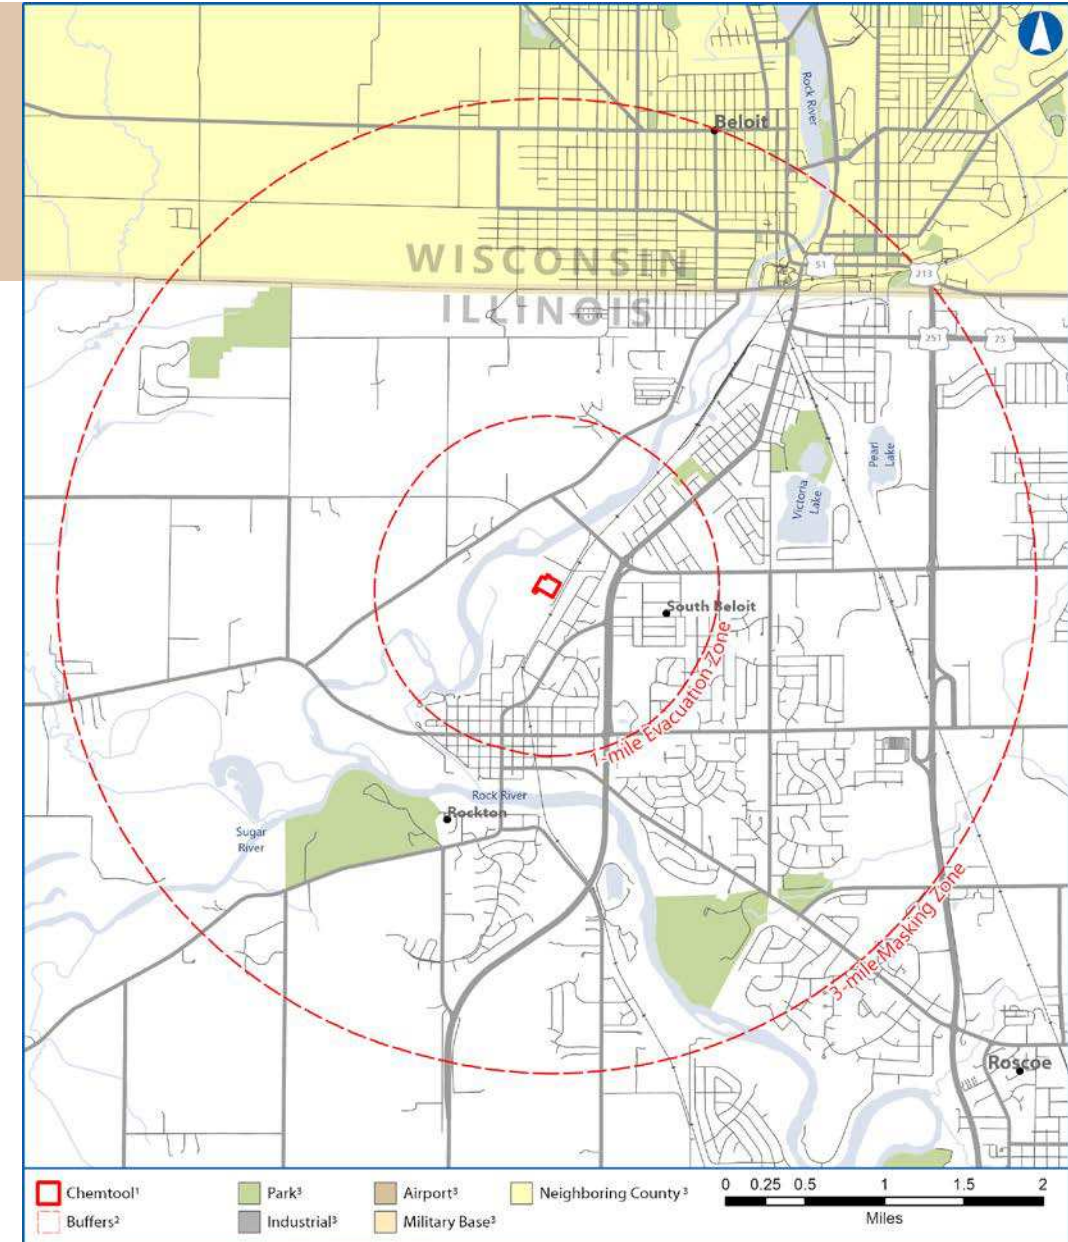 Beloit
Rock River
51
213
WISCONSIN
ILLINOIS
251
75
Pearl
Lake
Victoria
Lake
South Beloit
1-mile Evacuation Zone
Rock River
Rockton
Sugar
River
3-mile Masking Zone
Roscoe
Chemtool¹
Park³
Airport³
Neighboring County³
Buffers²
Industrial³
Military Base³
0 0.25 0.5 1 1.5 2
Miles